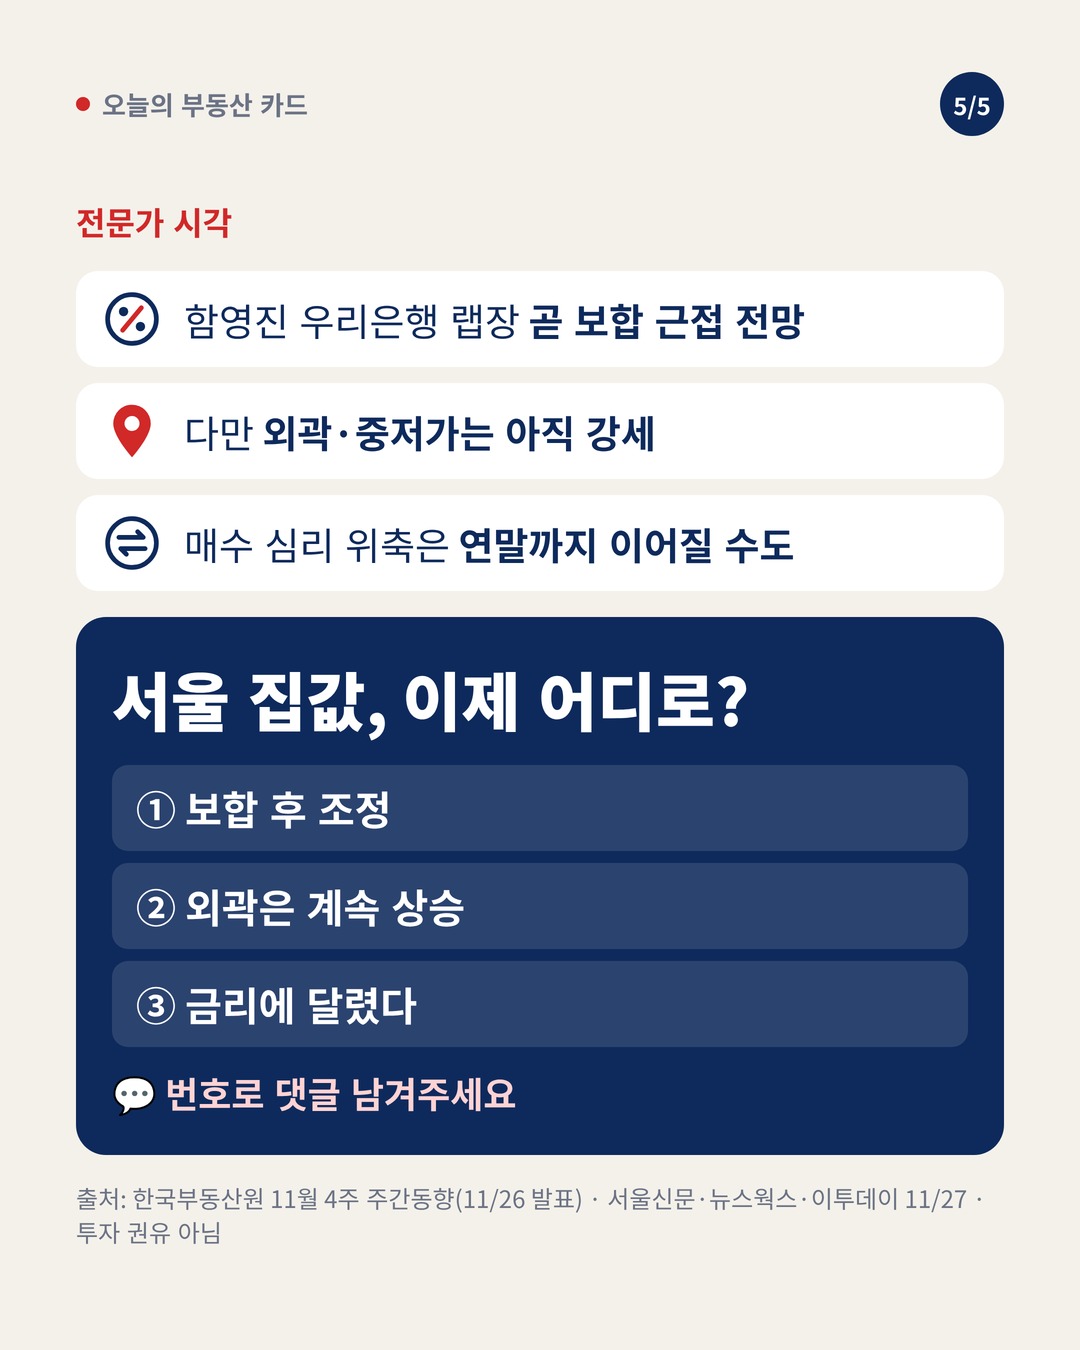 오늘의 부동산 카드
5/5
전문가 시각
함영진 우리은행 랩장 곧 보합 근접 전망
다만 외곽·중저가는 아직 강세
매수 심리 위축은 연말까지 이어질 수도
서울 집값, 이제 어디로?
① 보합 후 조정
② 외곽은 계속 상승
③ 금리에 달렸다
💬 번호로 댓글 남겨주세요
출처: 한국부동산원 11월 4주 주간동향(11/26 발표) · 서울신문·뉴스웍스·이투데이 11/27 ·
투자 권유 아님